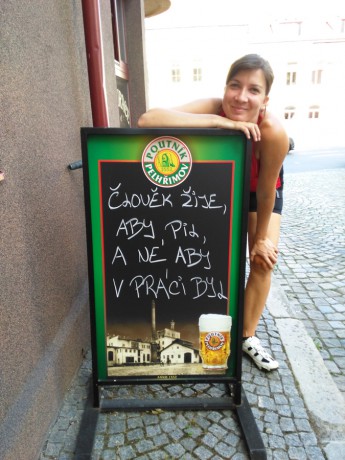 POUTNÍK
PELHŘIMOV
ČLOVĚK ŽIJE,
ABY PIL,
A NE ABY
V PRÁCI BYL